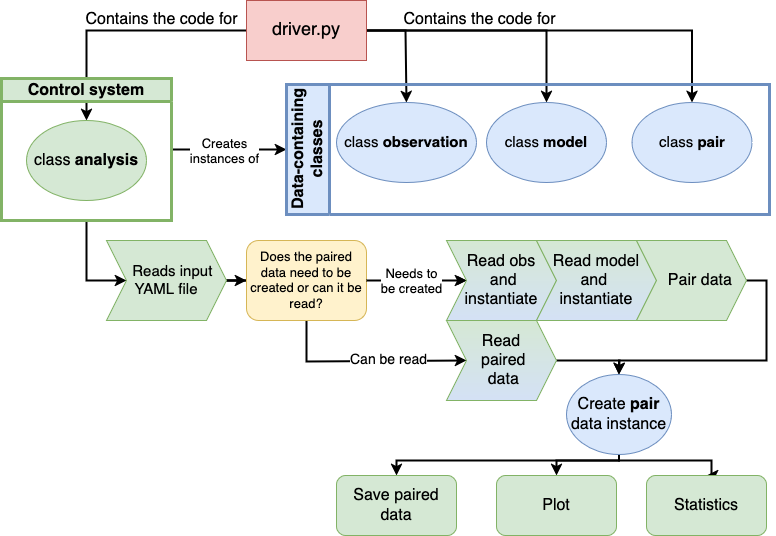 Contains the code for
driver.py
Contains the code for
Control system
class analysis
Creates
instances of
Data-containing
classes
class observation
class model
class pair
Reads input
YAML file
Does the paired
data need to be
created or can it be
read?
Needs to
be created
Read obs
and
instantiate
Read model
and
instantiate
Pair data
Can be read
Read
paired
data
Create pair
data instance
Save paired
data
Plot
Statistics